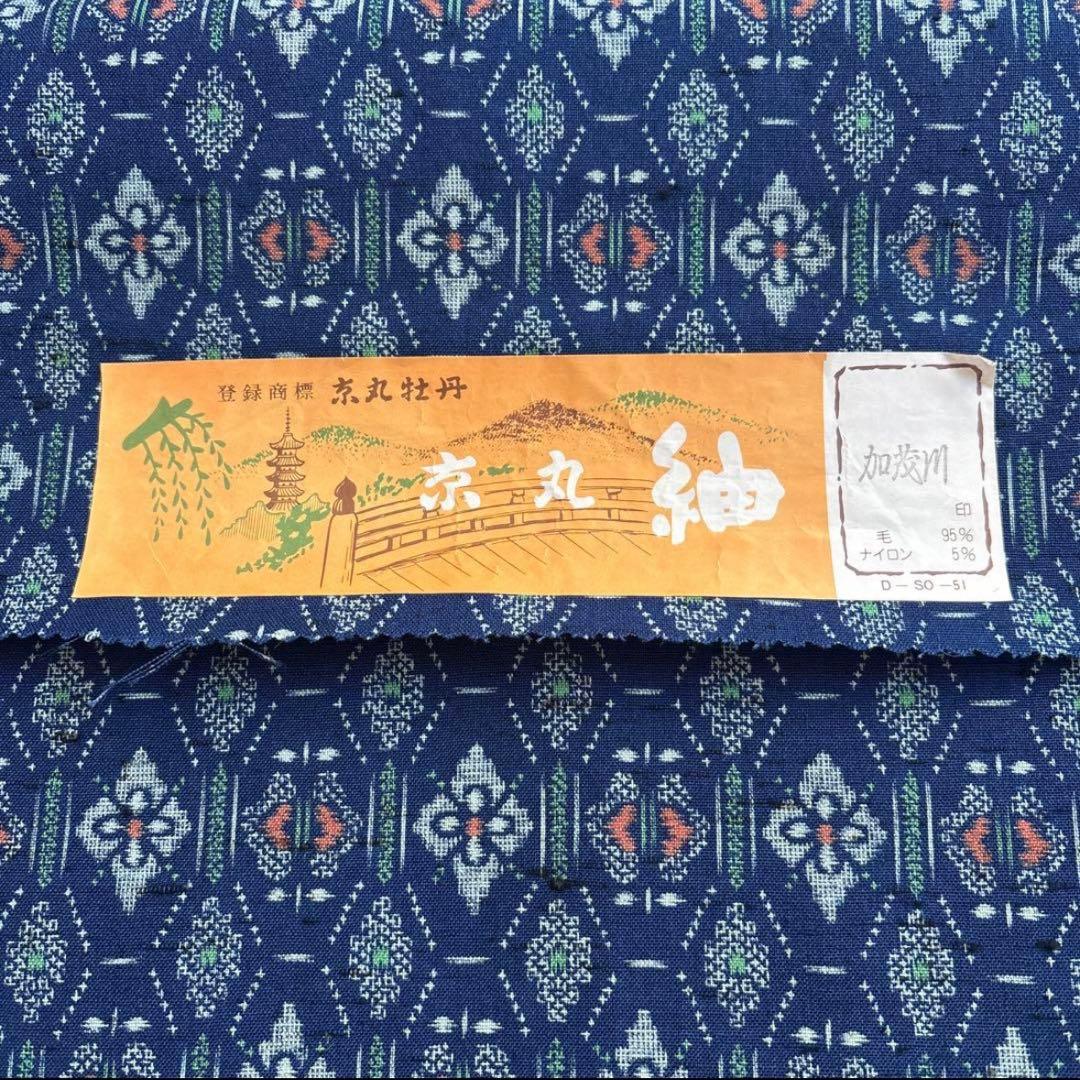 登録商標 京丸牡丹
京丸紬
加茂川
印
毛 95%
ナイロン 5%
D-SO-51